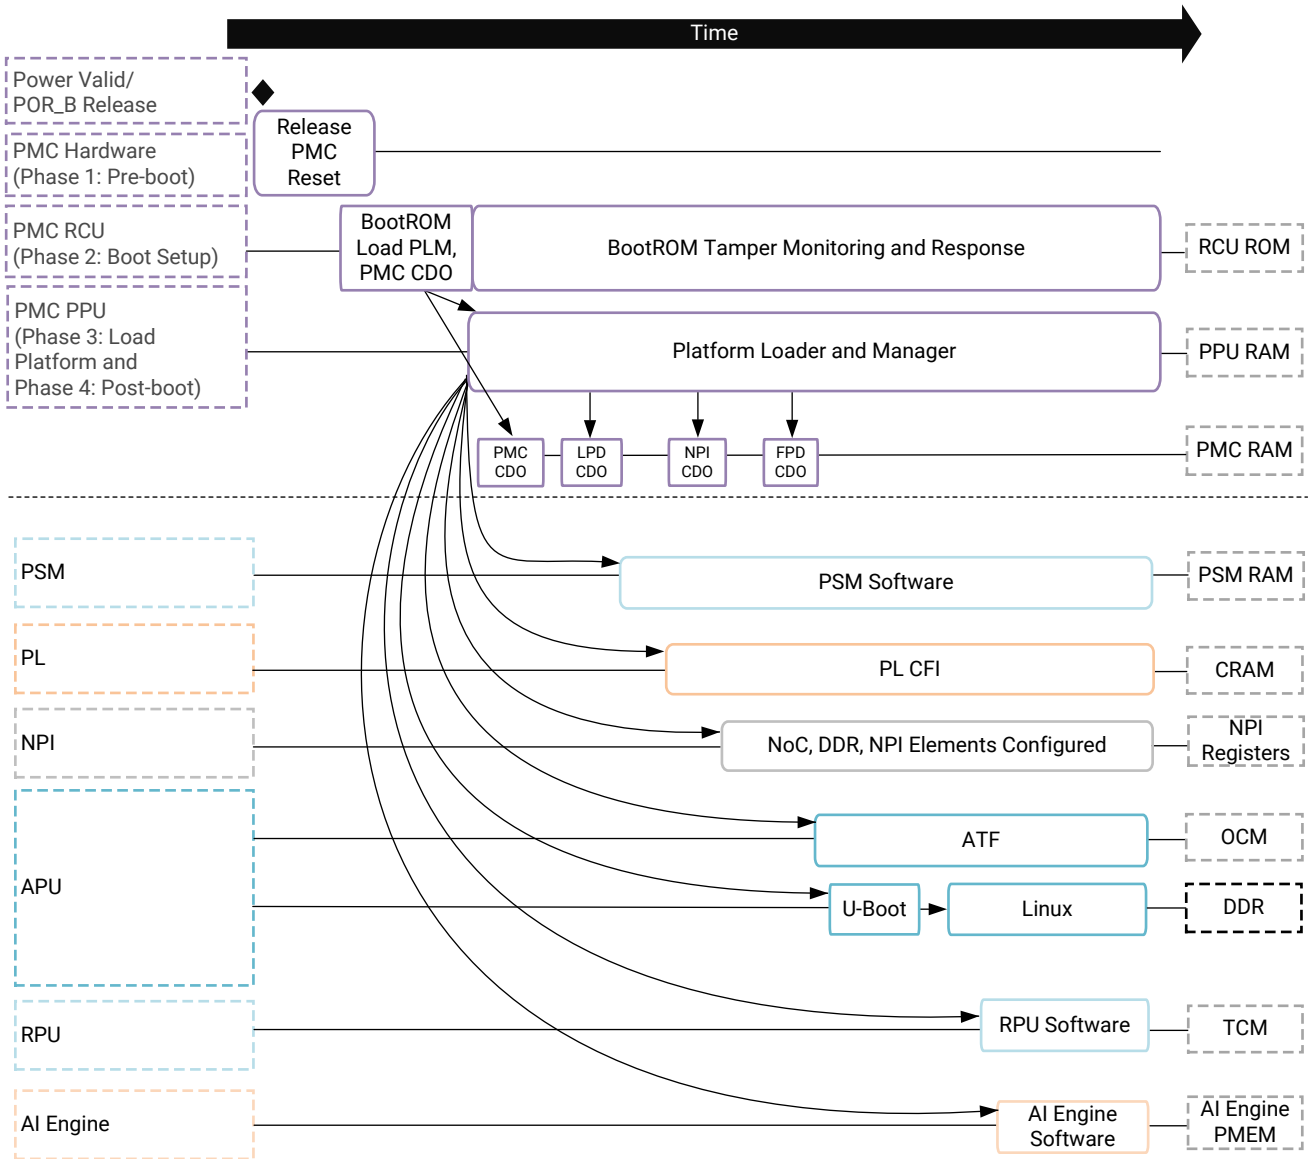 Time
Power Valid/
POR_B Release
PMC Hardware
(Phase 1: Pre-boot)
Release
PMC
Reset
PMC RCU
(Phase 2: Boot Setup)
BootROM
Load PLM,
PMC CDO
BootROM Tamper Monitoring and Response
RCU ROM
PMC PPU
(Phase 3: Load
Platform and
Phase 4: Post-boot)
Platform Loader and Manager
PPU RAM
PMC
CDO
LPD
CDO
NPI
CDO
FPD
CDO
PMC RAM
PSM
PSM Software
PSM RAM
PL
PL CFI
CRAM
NPI
NoC, DDR, NPI Elements Configured
NPI
Registers
APU
ATF
OCM
U-Boot
Linux
DDR
RPU
RPU Software
TCM
AI Engine
AI Engine
Software
AI Engine
PMEM